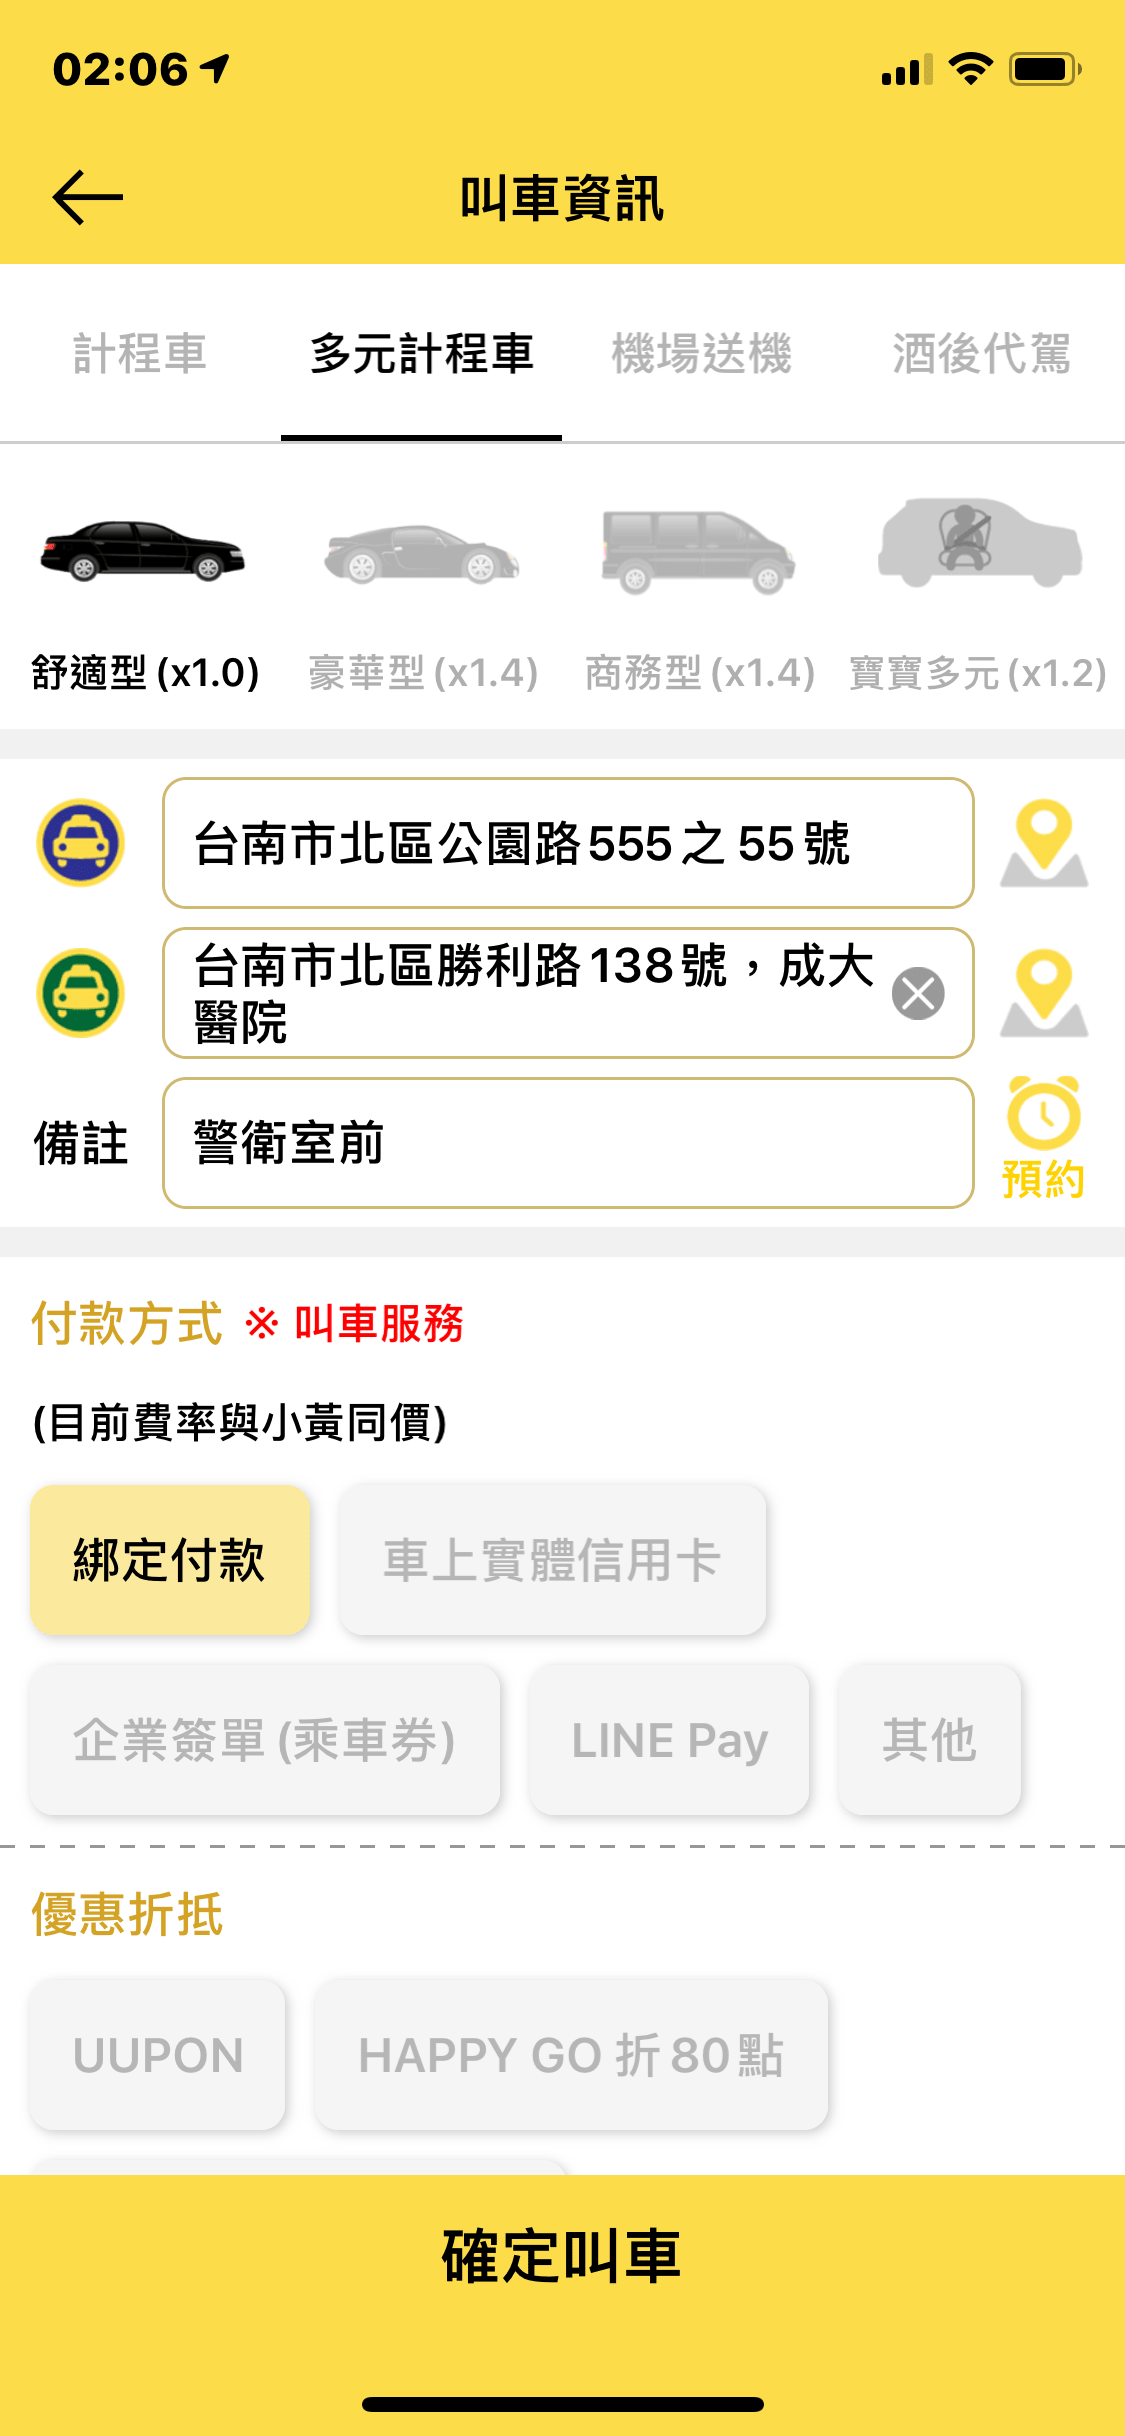 02:06
叫車資訊
計程車 多元計程車 機場送機 酒後代駕
舒適型 (x1.0) 豪華型 (x1.4) 商務型 (x1.4) 寶寶多元 (x1.2)
台南市北區公園路555之55號
台南市北區勝利路138號，成大
醫院
備註 警衛室前
預約
付款方式 ※ 叫車服務
(目前費率與小黃同價)
綁定付款 車上實體信用卡
企業簽單 (乘車券) LINE Pay 其他
優惠折抵
UUPON HAPPY GO 折 80點
確定叫車